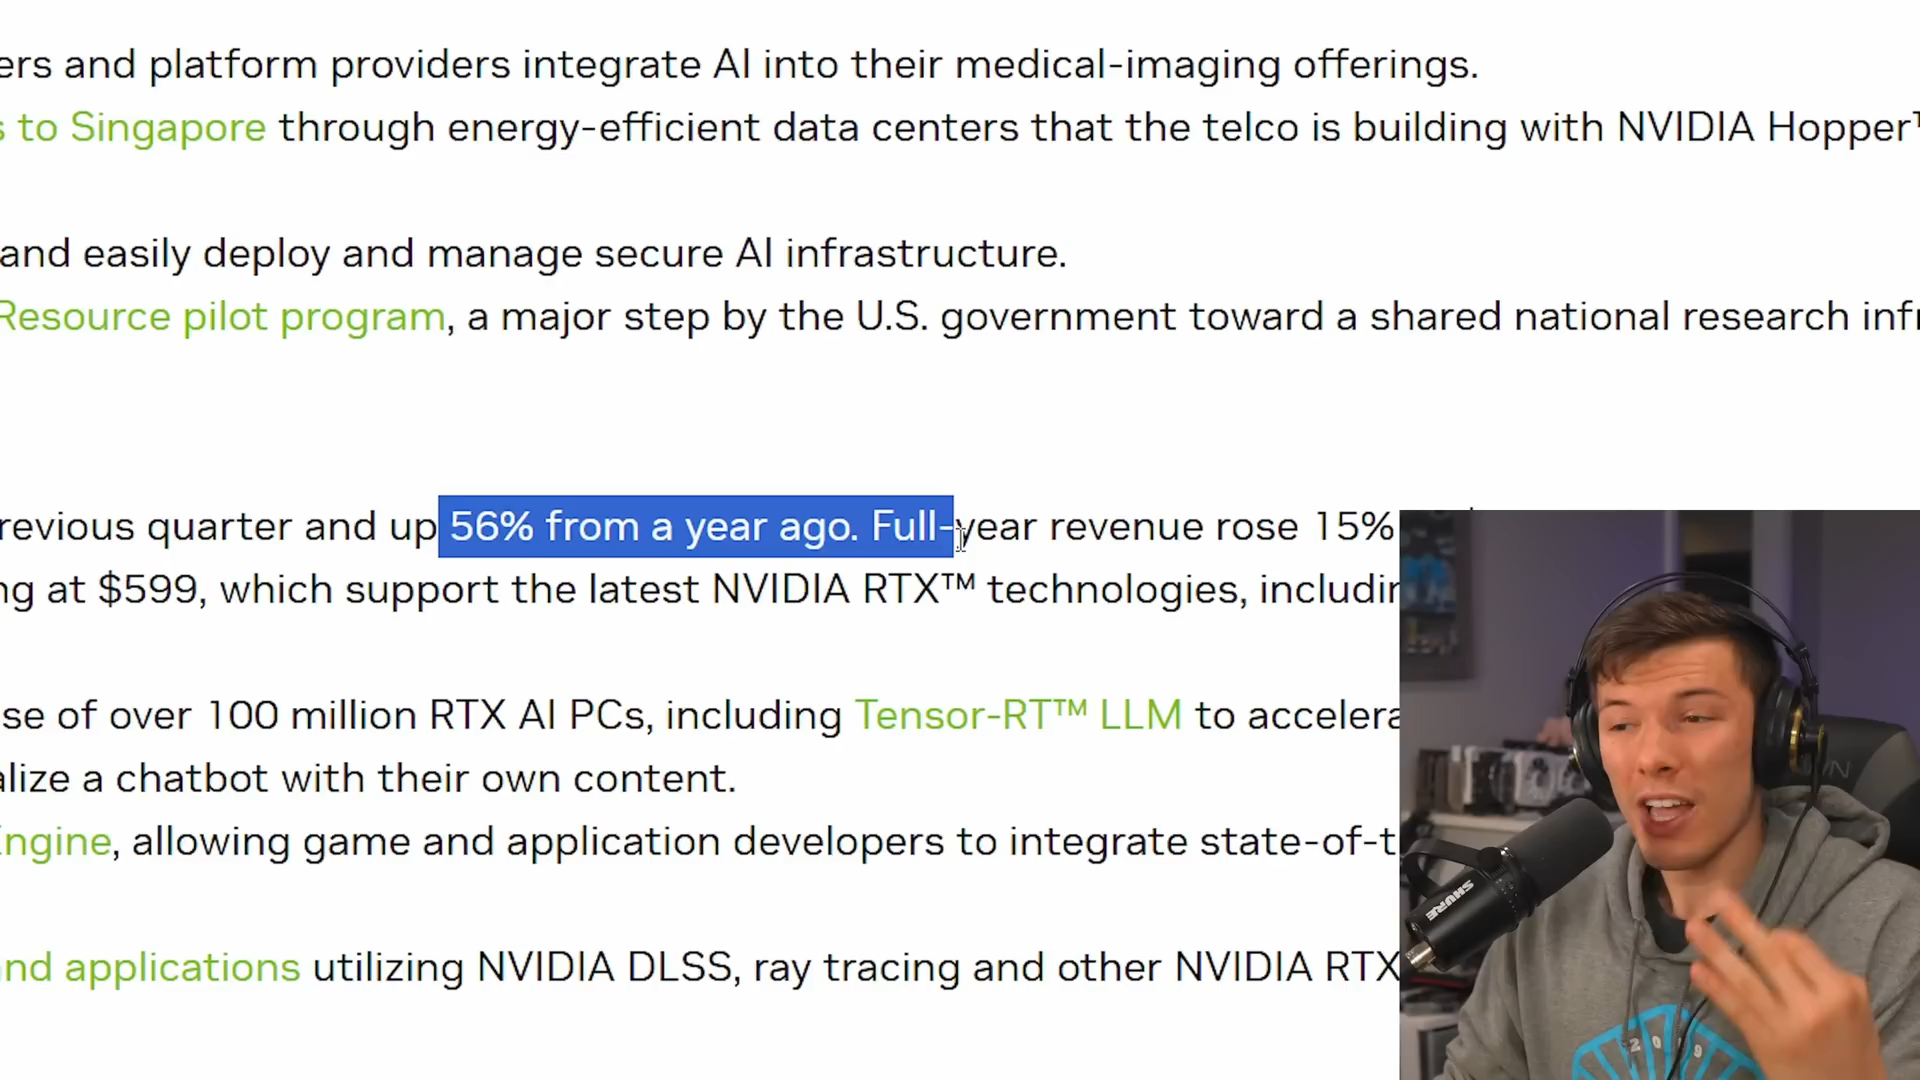 ers and platform providers integrate AI into their medical-imaging offerings.
s to Singapore through energy-efficient data centers that the telco is building with NVIDIA Hopper™
and easily deploy and manage secure AI infrastructure.
Resource pilot program, a major step by the U.S. government toward a shared national research infr
revious quarter and up 56% from a year ago. Full-year revenue rose 15%
ng at $599, which support the latest NVIDIA RTX™ technologies, includin
se of over 100 million RTX AI PCs, including Tensor-RT™ LLM to accelera
alize a chatbot with their own content.
Engine, allowing game and application developers to integrate state-of-t
nd applications utilizing NVIDIA DLSS, ray tracing and other NVIDIA RTX
SHURE